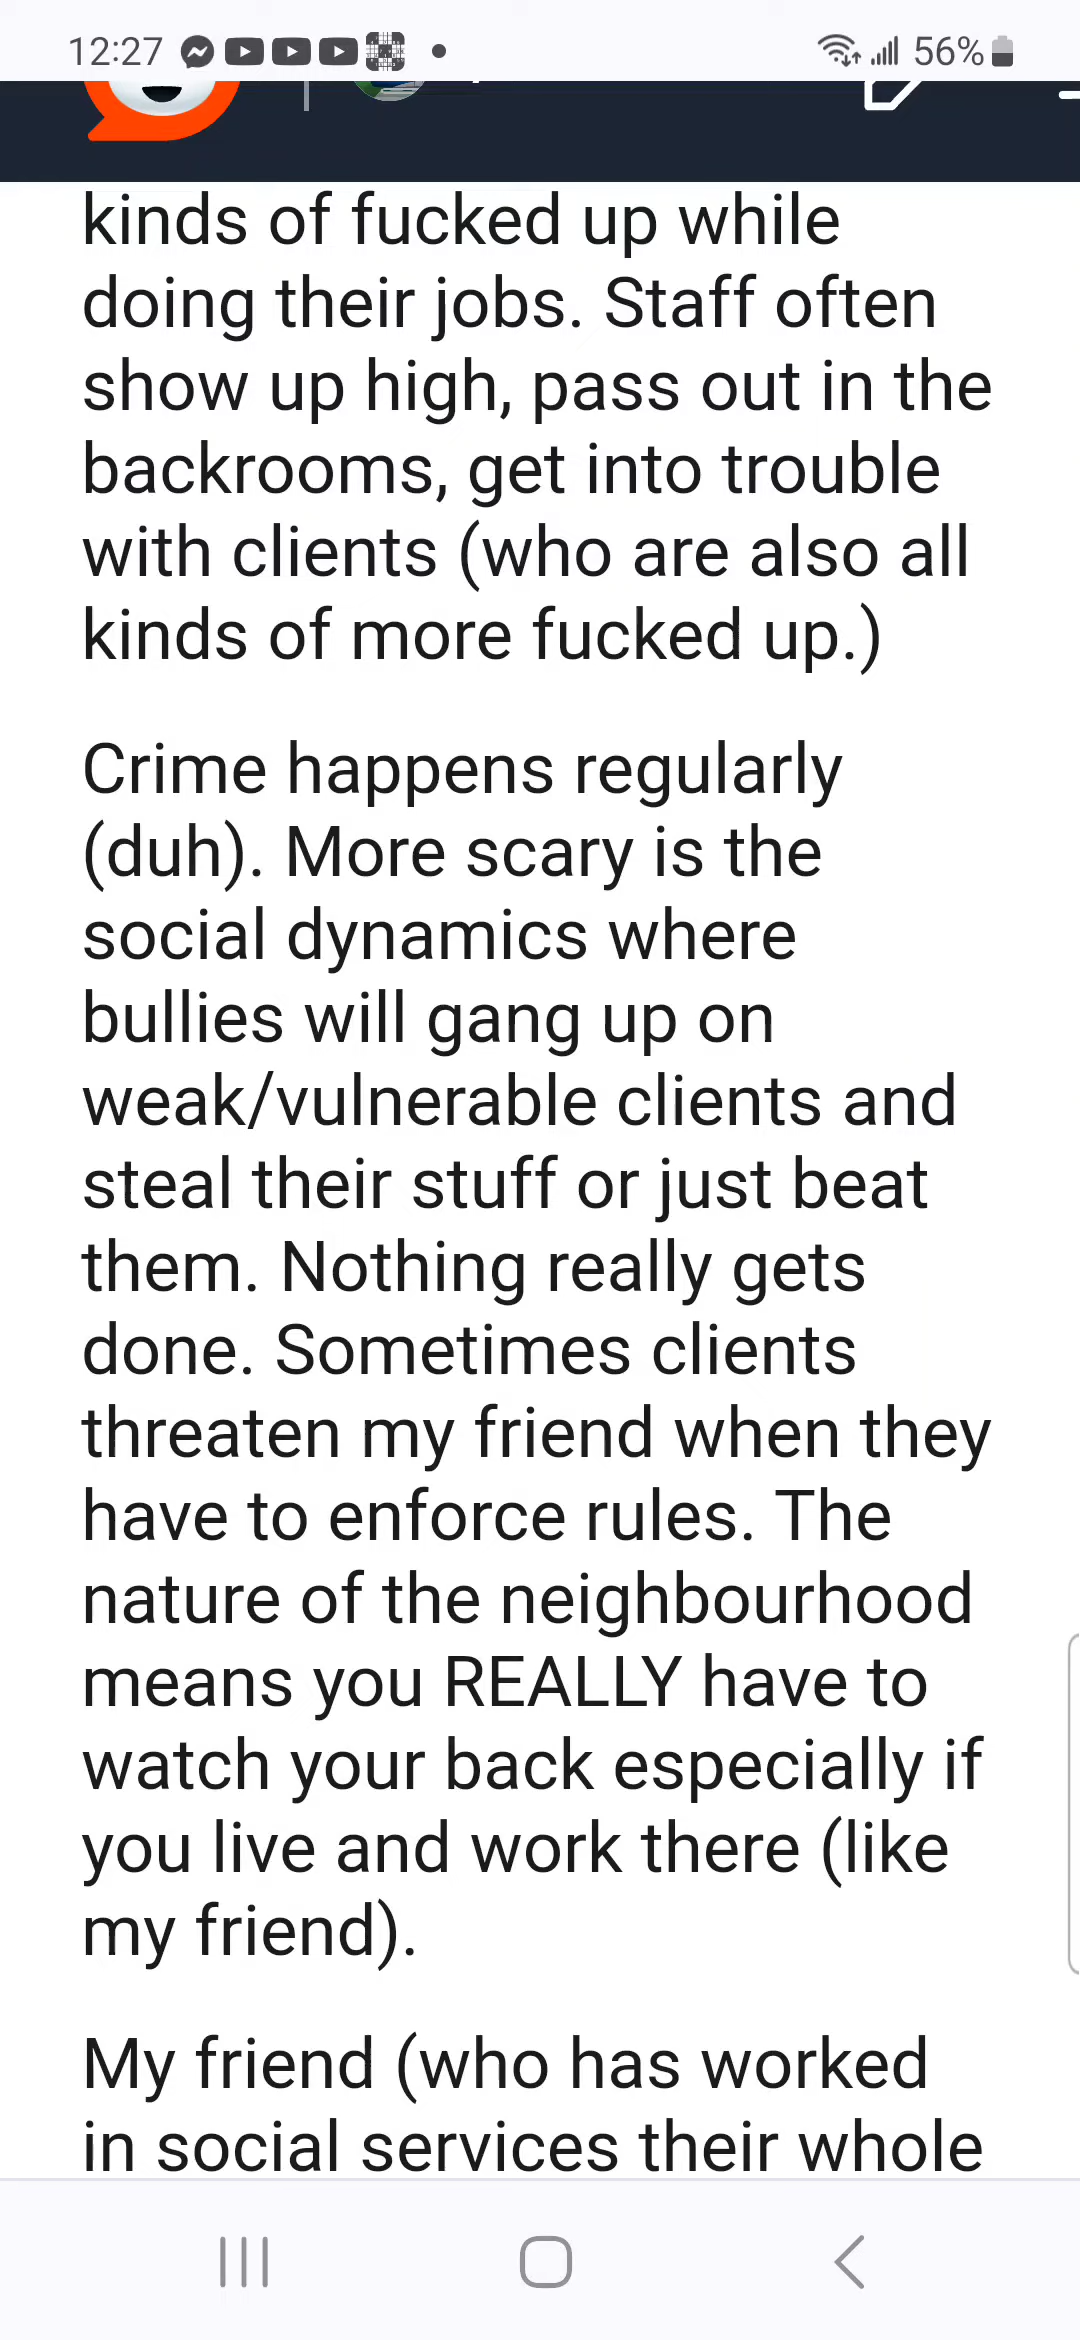 12:27
56%
kinds of fucked up while
doing their jobs. Staff often
show up high, pass out in the
backrooms, get into trouble
with clients (who are also all
kinds of more fucked up.)
Crime happens regularly
(duh). More scary is the
social dynamics where
bullies will gang up on
weak/vulnerable clients and
steal their stuff or just beat
them. Nothing really gets
done. Sometimes clients
threaten my friend when they
have to enforce rules. The
nature of the neighbourhood
means you REALLY have to
watch your back especially if
you live and work there (like
my friend).
My friend (who has worked
in social services their whole